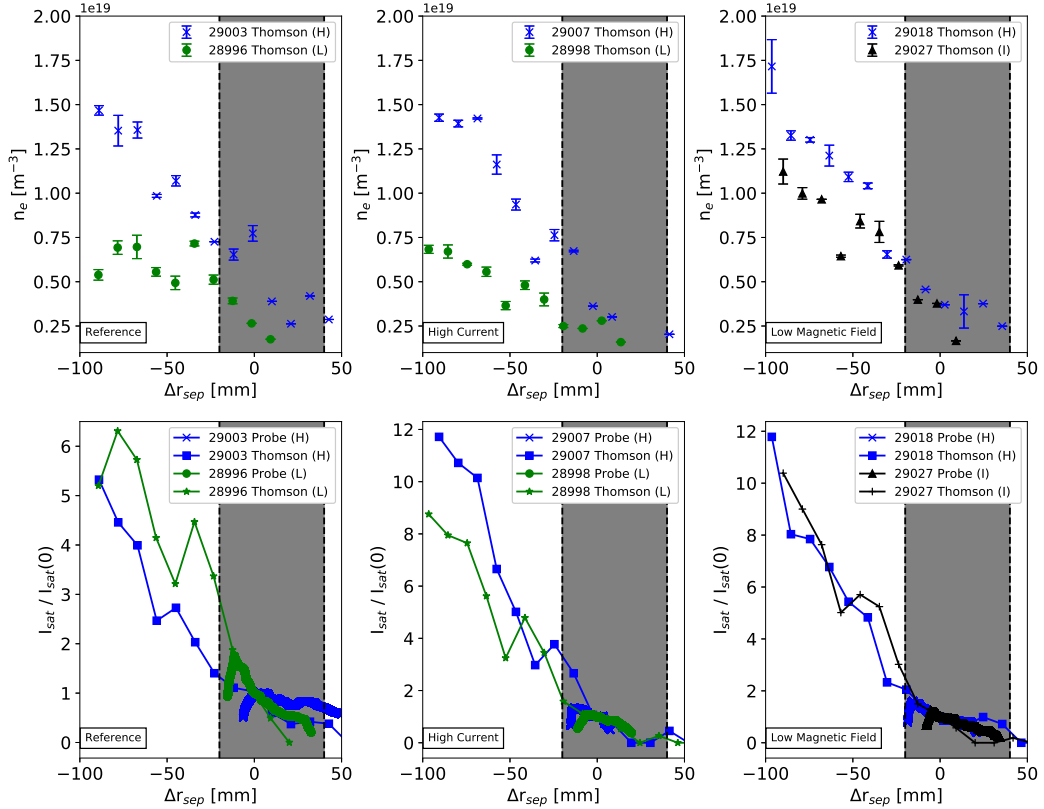 1e19
2.00
1.75
1.50
1.25
1.00
0.75
0.50
0.25
n_e [m^−3]
29003 Thomson (H)
28996 Thomson (L)
Reference
−100
−50
0
50
Δr_sep [mm]
1e19
2.00
1.75
1.50
1.25
1.00
0.75
0.50
0.25
n_e [m^−3]
29007 Thomson (H)
28998 Thomson (L)
High Current
−100
−50
0
50
Δr_sep [mm]
1e19
2.00
1.75
1.50
1.25
1.00
0.75
0.50
0.25
n_e [m^−3]
29018 Thomson (H)
29027 Thomson (I)
Low Magnetic Field
−100
−50
0
50
Δr_sep [mm]
6
5
4
3
2
1
0
I_sat / I_sat(0)
29003 Probe (H)
29003 Thomson (H)
28996 Probe (L)
28996 Thomson (L)
Reference
−100
−50
0
50
Δr_sep [mm]
12
10
8
6
4
2
0
I_sat / I_sat(0)
29007 Probe (H)
29007 Thomson (H)
28998 Probe (L)
28998 Thomson (L)
High Current
−100
−50
0
50
Δr_sep [mm]
12
10
8
6
4
2
0
I_sat / I_sat(0)
29018 Probe (H)
29018 Thomson (H)
29027 Probe (I)
29027 Thomson (I)
Low Magnetic Field
−100
−50
0
50
Δr_sep [mm]